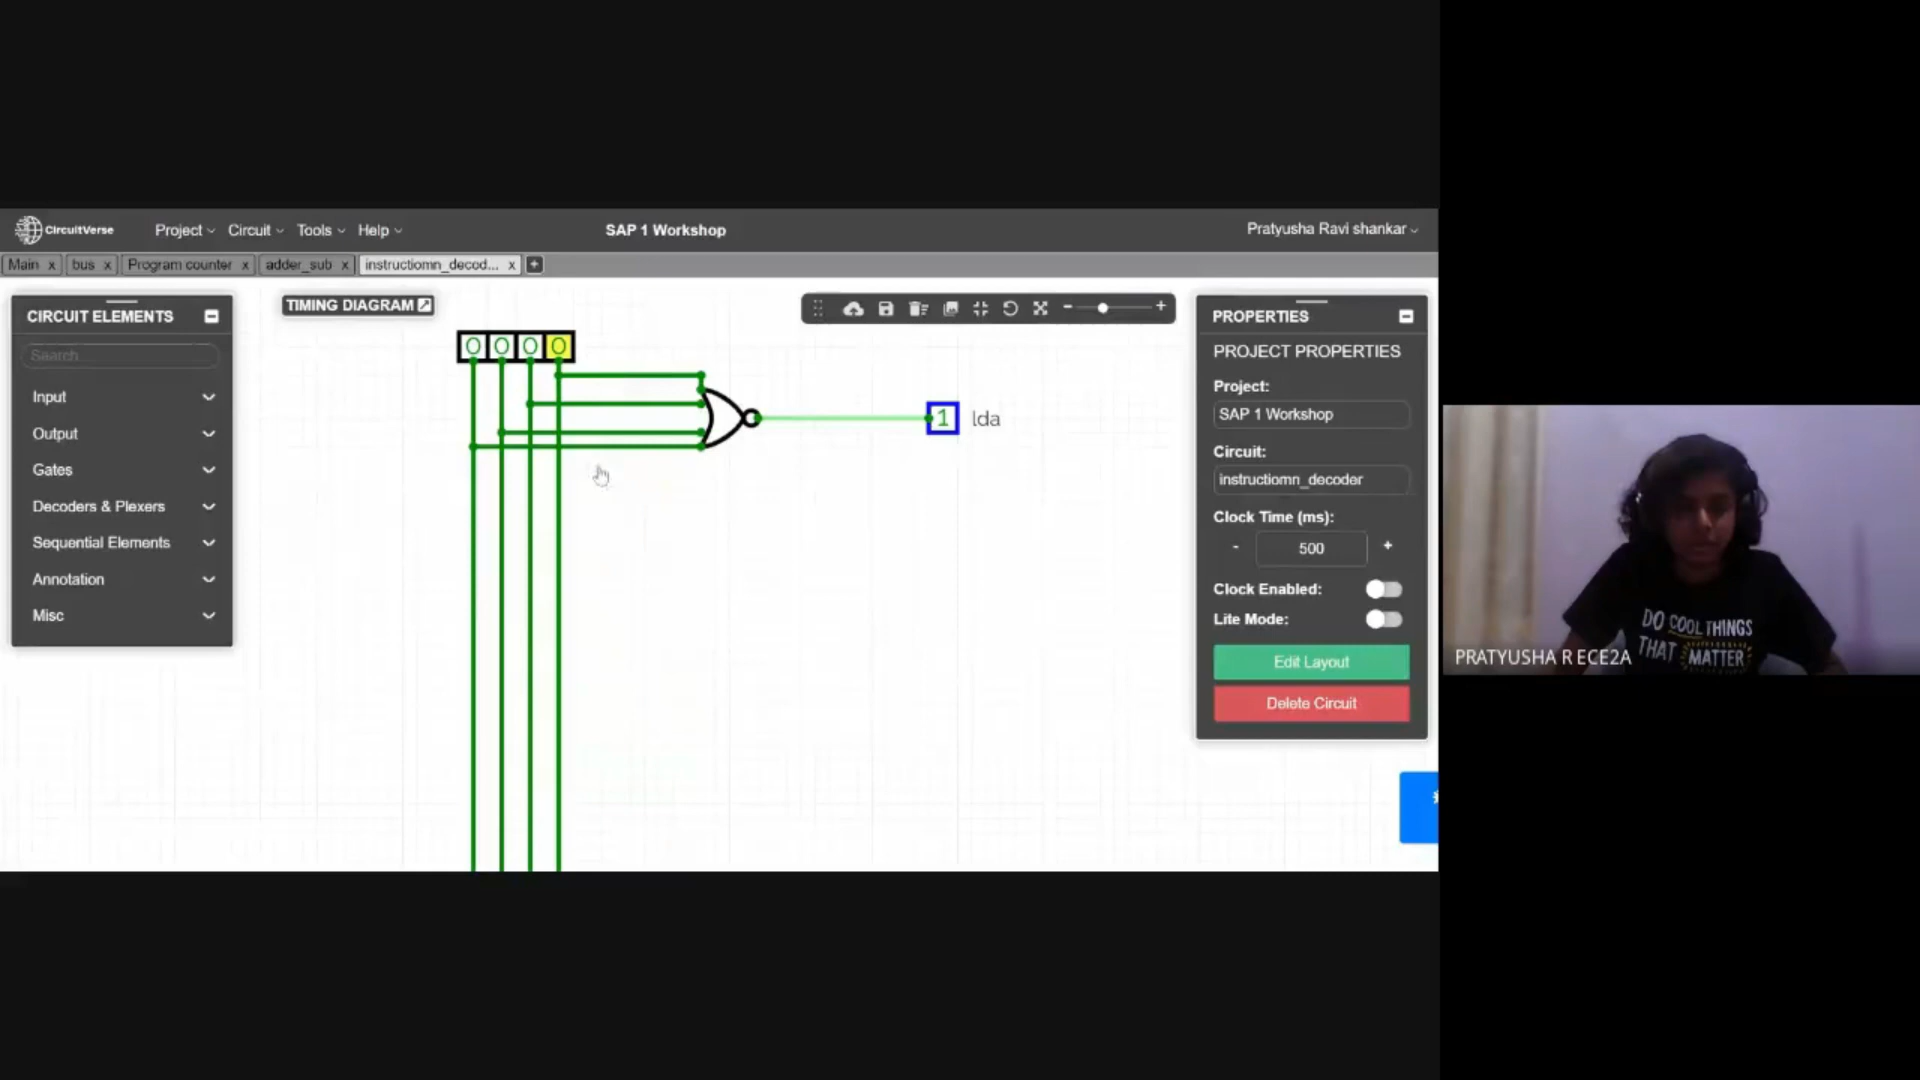 CircuitVerse
Project
Circuit
Tools
Help
SAP 1 Workshop
Pratyusha Ravi shankar
Main x
bus x
Program counter x
adder_sub x
instructiomn_decod... x
+
CIRCUIT ELEMENTS
Search
Input
Output
Gates
Decoders & Plexers
Sequential Elements
Annotation
Misc
TIMING DIAGRAM
0 0 0 0
1 lda
PROPERTIES
PROJECT PROPERTIES
Project:
SAP 1 Workshop
Circuit:
instructiomn_decoder
Clock Time (ms):
- 500 +
Clock Enabled:
Lite Mode:
Edit Layout
Delete Circuit
DO COOL THINGS
THAT MATTER
PRATYUSHA R ECE2A